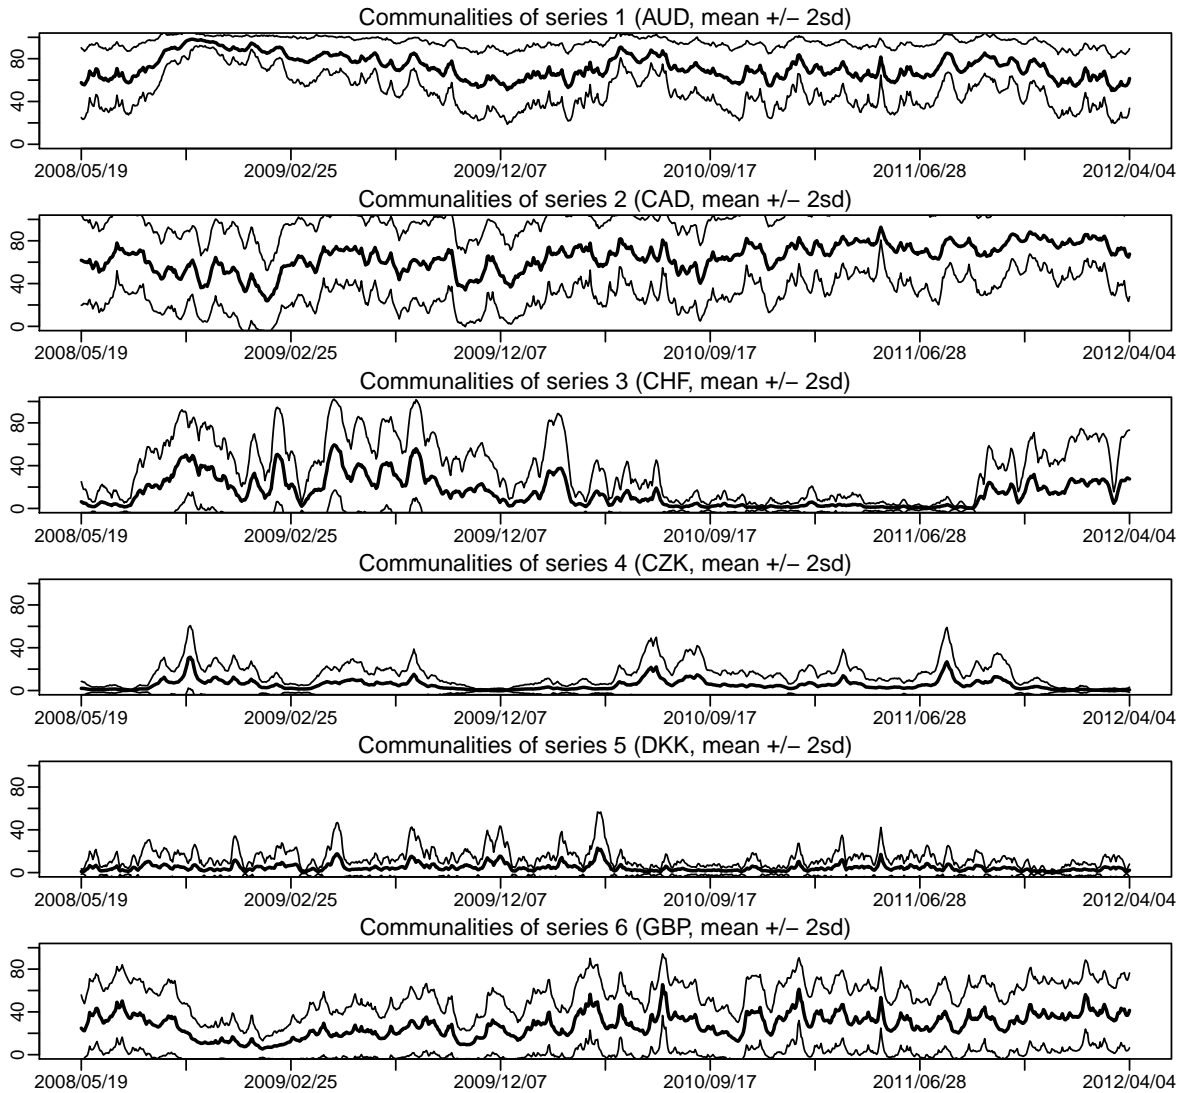 Communalities of series 1 (AUD, mean +/− 2sd)
0 40 80
2008/05/19 2009/02/25 2009/12/07 2010/09/17 2011/06/28 2012/04/04
Communalities of series 2 (CAD, mean +/− 2sd)
0 40 80
2008/05/19 2009/02/25 2009/12/07 2010/09/17 2011/06/28 2012/04/04
Communalities of series 3 (CHF, mean +/− 2sd)
0 40 80
2008/05/19 2009/02/25 2009/12/07 2010/09/17 2011/06/28 2012/04/04
Communalities of series 4 (CZK, mean +/− 2sd)
0 40 80
2008/05/19 2009/02/25 2009/12/07 2010/09/17 2011/06/28 2012/04/04
Communalities of series 5 (DKK, mean +/− 2sd)
0 40 80
2008/05/19 2009/02/25 2009/12/07 2010/09/17 2011/06/28 2012/04/04
Communalities of series 6 (GBP, mean +/− 2sd)
0 40 80
2008/05/19 2009/02/25 2009/12/07 2010/09/17 2011/06/28 2012/04/04